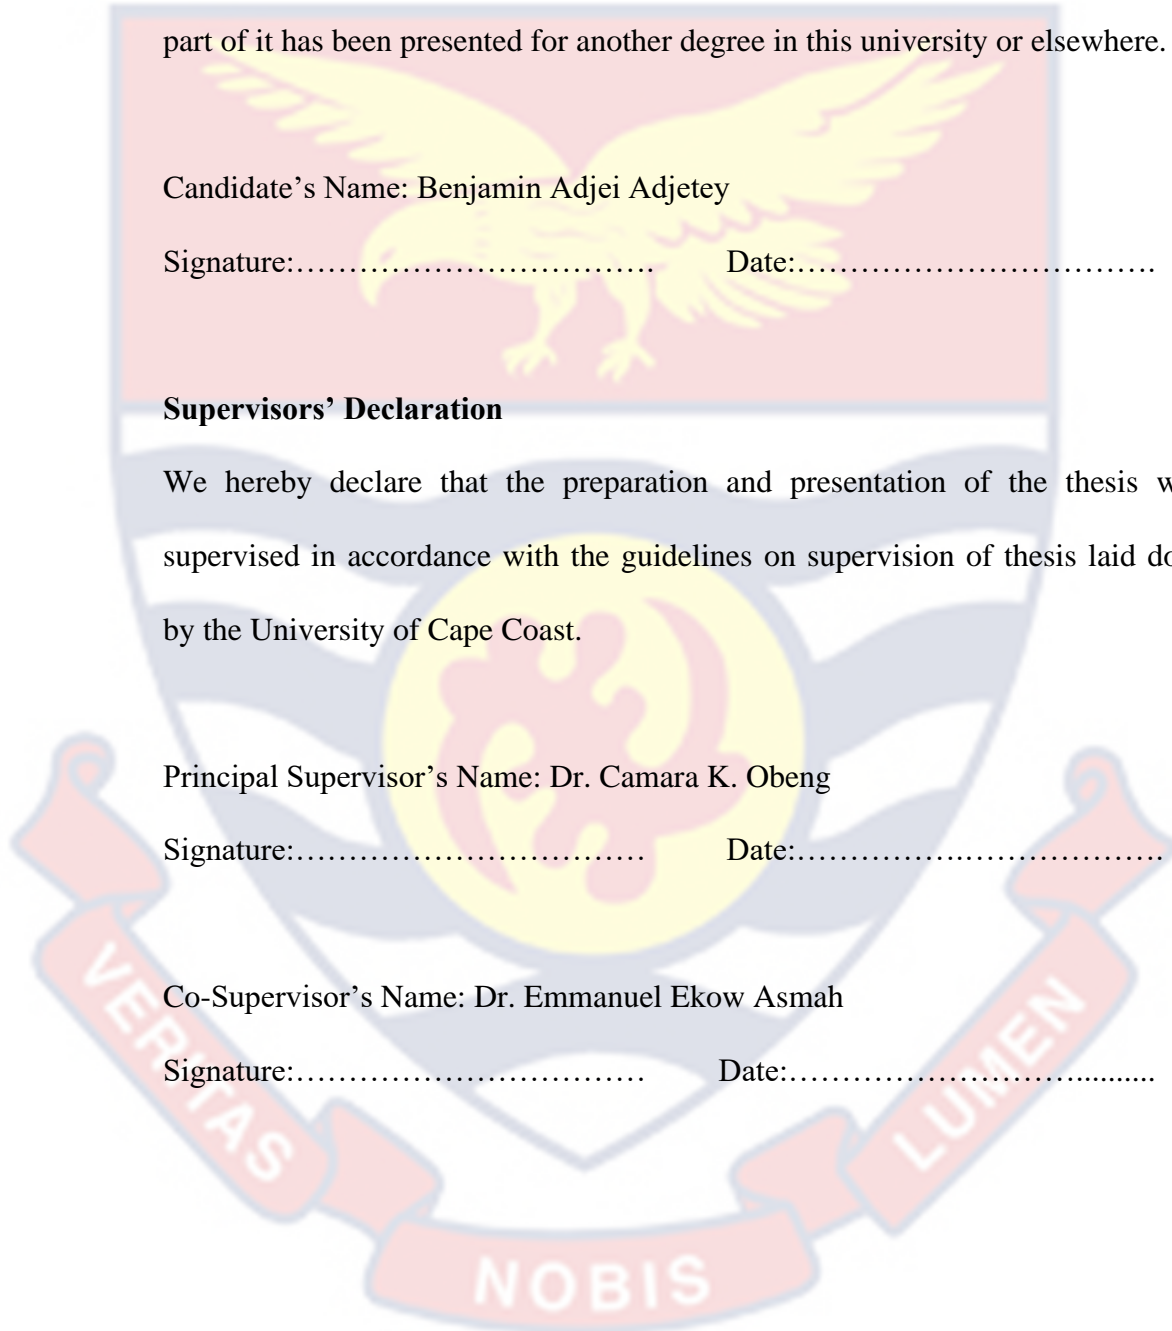 part of it has been presented for another degree in this university or elsewhere.
Candidate’s Name: Benjamin Adjei Adjetey
Signature:……………………………. Date:…………………………….
Supervisors’ Declaration
We hereby declare that the preparation and presentation of the thesis w
supervised in accordance with the guidelines on supervision of thesis laid do
by the University of Cape Coast.
Principal Supervisor’s Name: Dr. Camara K. Obeng
Signature:…………………………… Date:…………….……………….
Co-Supervisor’s Name: Dr. Emmanuel Ekow Asmah
Signature:…………………………… Date:………………………..........
VERITAS
NOBIS
LUMEN